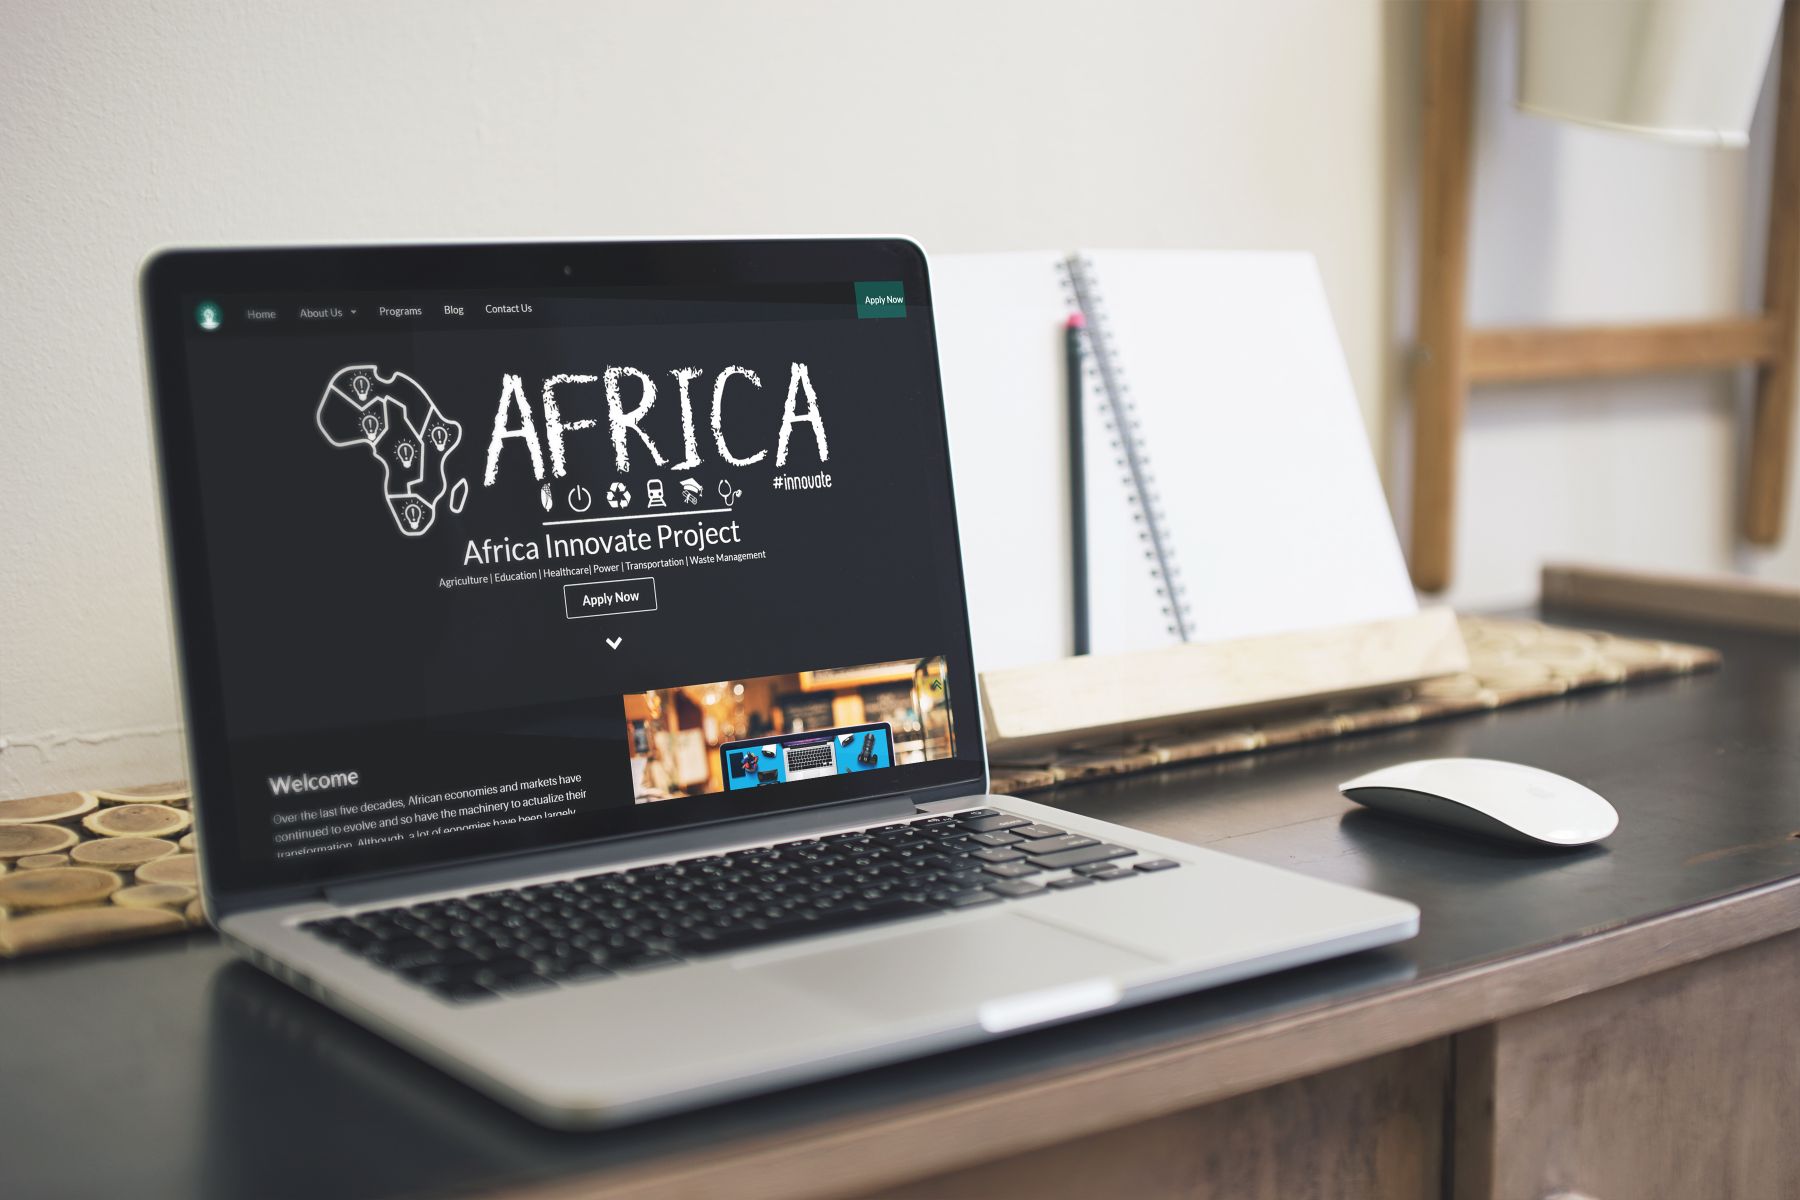 Home About Us Programs Blog Contact Us Apply Now
AFRICA
#innovate
Africa Innovate Project
Agriculture | Education | Healthcare| Power | Transportation | Waste Management
Apply Now
Welcome
Over the last five decades, African economies and markets have
continued to evolve and so have the machinery to actualize their
transformation. Although, a lot of economies have been largely